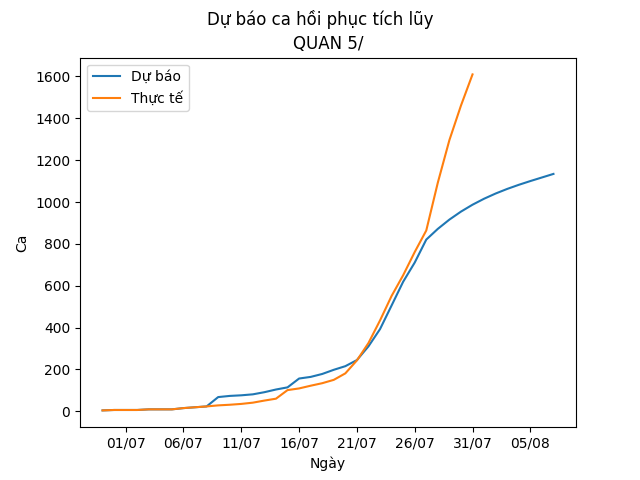 Dự báo ca hồi phục tích lũy
QUAN 5/
Dự báo
Thực tế
1600
1400
1200
1000
800
600
400
200
0
Ca
01/07
06/07
11/07
16/07
21/07
26/07
31/07
05/08
Ngày